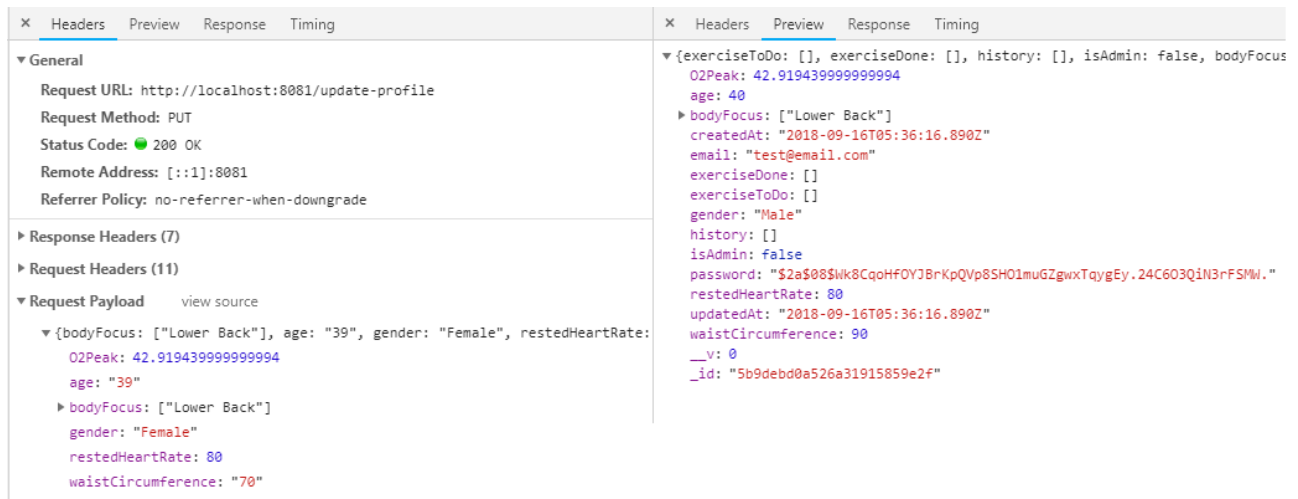 × Headers Preview Response Timing
▼ General
Request URL: http://localhost:8081/update-profile
Request Method: PUT
Status Code: 200 OK
Remote Address: [::1]:8081
Referrer Policy: no-referrer-when-downgrade
▶ Response Headers (7)
▶ Request Headers (11)
▼ Request Payload view source
▼ {bodyFocus: ["Lower Back"], age: "39", gender: "Female", restedHeartRate:
O2Peak: 42.919439999999994
age: "39"
▶ bodyFocus: ["Lower Back"]
gender: "Female"
restedHeartRate: 80
waistCircumference: "70"
× Headers Preview Response Timing
▼ {exerciseToDo: [], exerciseDone: [], history: [], isAdmin: false, bodyFocus
O2Peak: 42.919439999999994
age: 40
▶ bodyFocus: ["Lower Back"]
createdAt: "2018-09-16T05:36:16.890Z"
email: "test@email.com"
exerciseDone: []
exerciseToDo: []
gender: "Male"
history: []
isAdmin: false
password: "$2a$08$Wk8CqoHfOYJBrKpQVp8SHO1muGZgwxTqygEy.24C6O3QiN3rFSMW."
restedHeartRate: 80
updatedAt: "2018-09-16T05:36:16.890Z"
waistCircumference: 90
__v: 0
_id: "5b9debd0a526a31915859e2f"